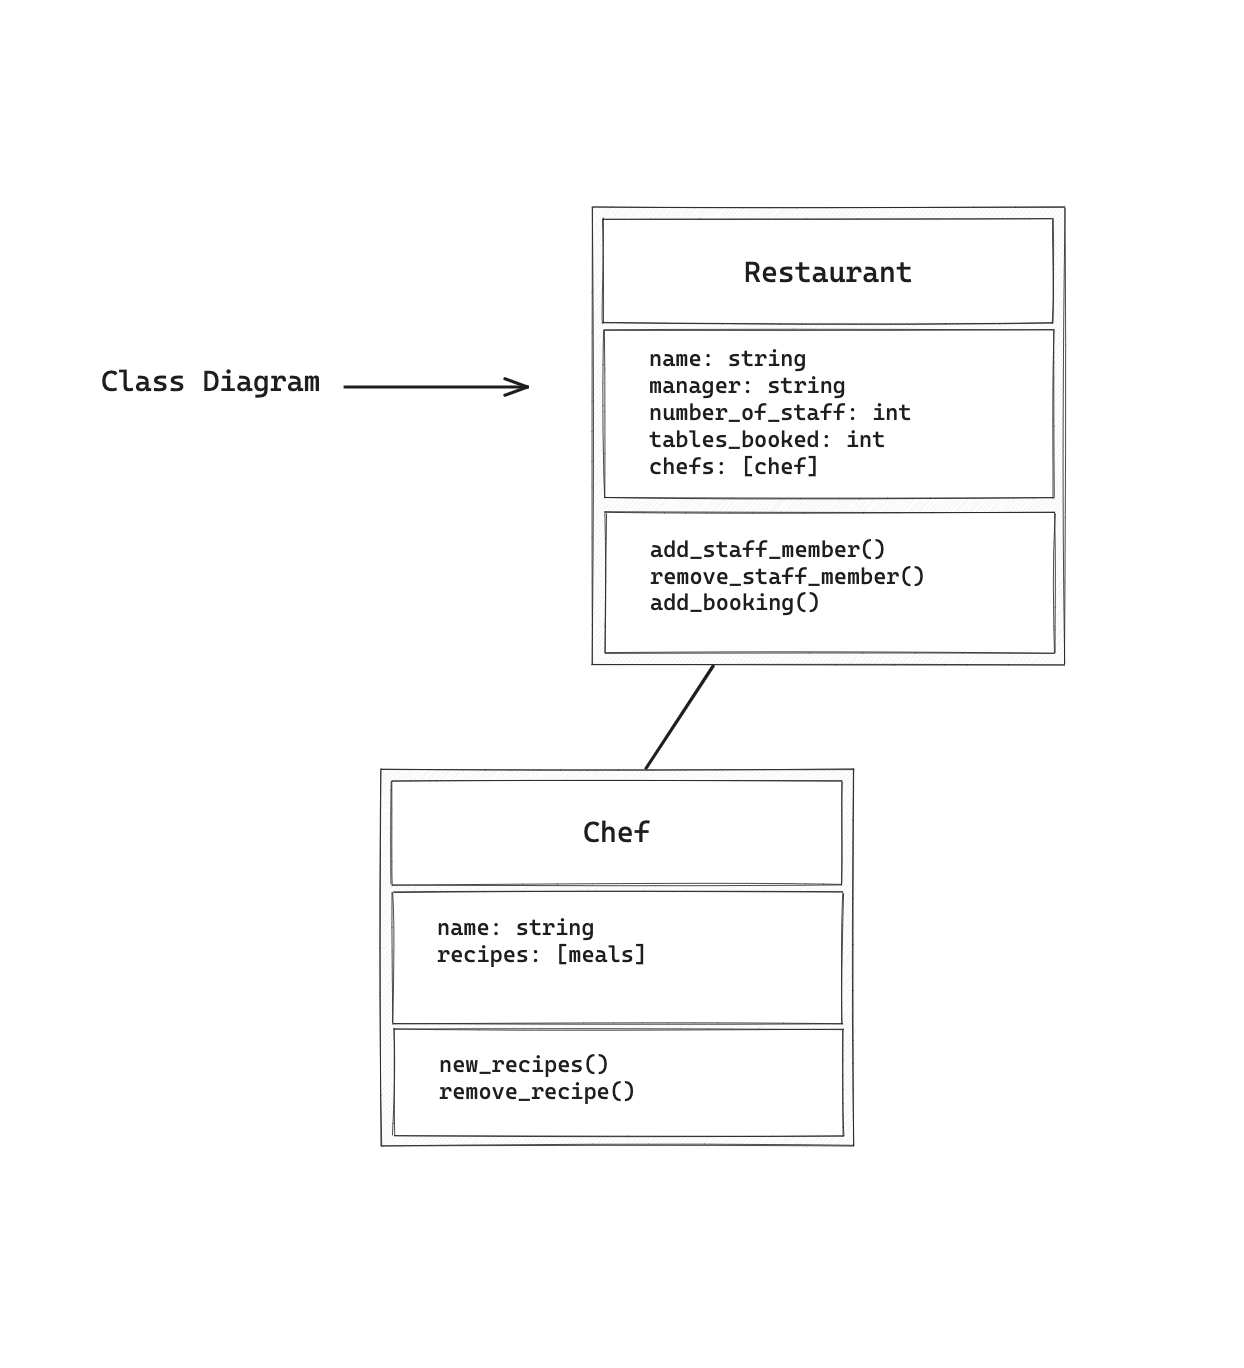 Restaurant
Class Diagram
name: string
manager: string
number_of_staff: int
tables_booked: int
chefs: [chef]
add_staff_member()
remove_staff_member()
add_booking()
Chef
name: string
recipes: [meals]
new_recipes()
remove_recipe()